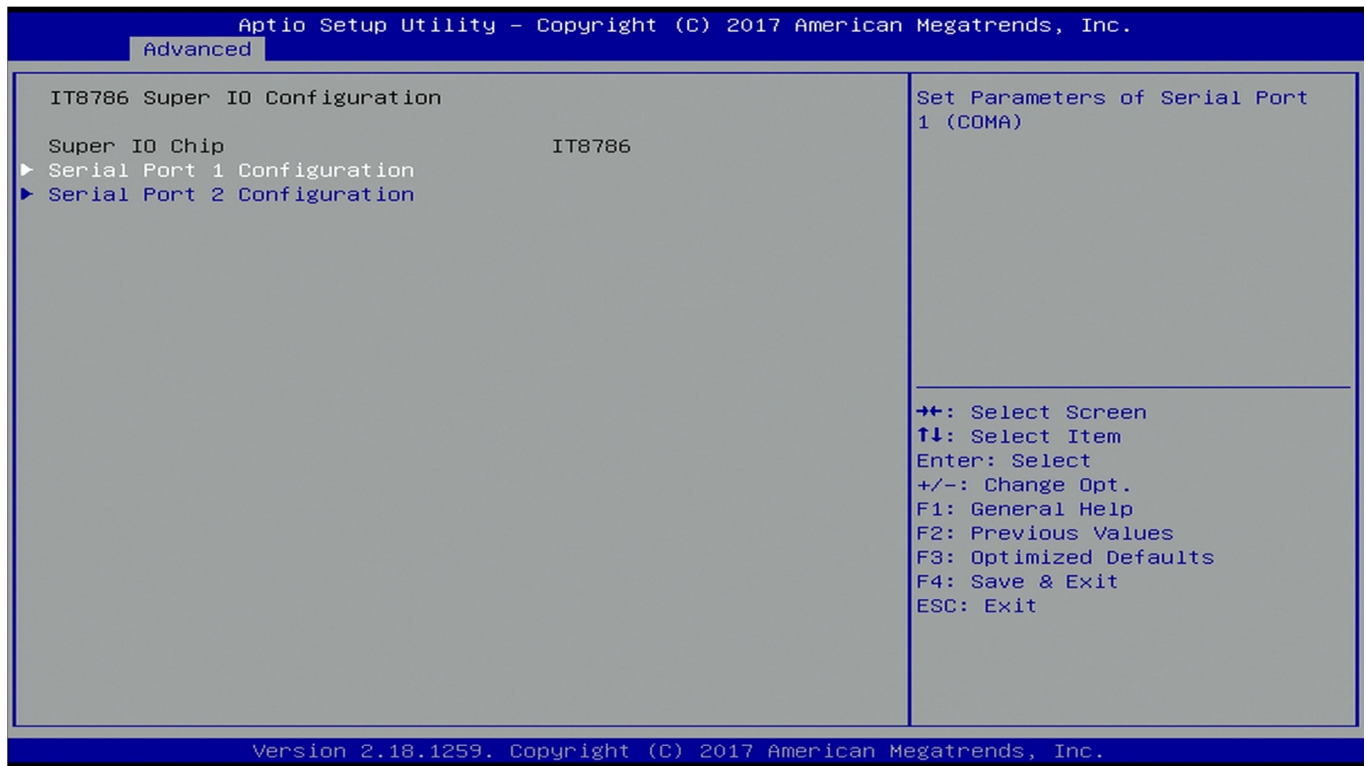 Aptio Setup Utility – Copyright (C) 2017 American Megatrends, Inc.
Advanced
IT8786 Super IO Configuration
Super IO Chip IT8786
► Serial Port 1 Configuration
► Serial Port 2 Configuration
Set Parameters of Serial Port
1 (COMA)
→←: Select Screen
↑↓: Select Item
Enter: Select
+/-: Change Opt.
F1: General Help
F2: Previous Values
F3: Optimized Defaults
F4: Save & Exit
ESC: Exit
Version 2.18.1259. Copyright (C) 2017 American Megatrends, Inc.